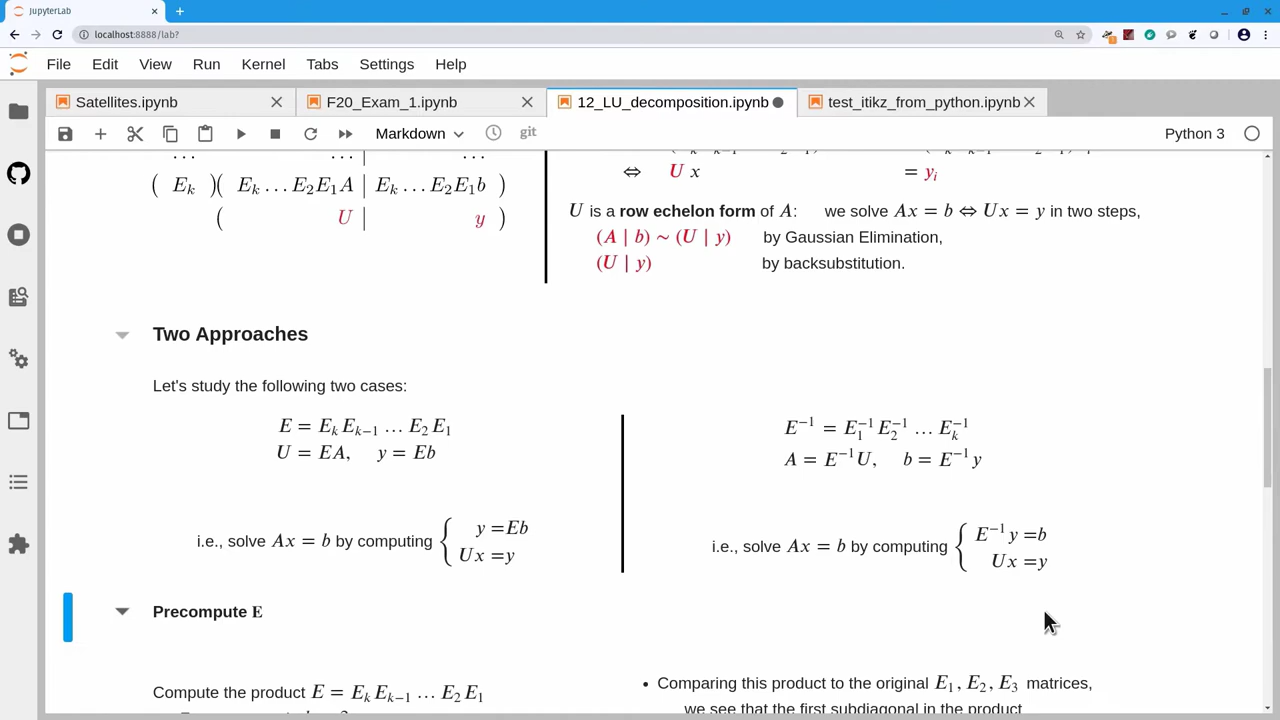 JupyterLab
localhost:8888/lab?
File Edit View Run Kernel Tabs Settings Help
Satellites.ipynb F20_Exam_1.ipynb 12_LU_decomposition.ipynb test_itikz_from_python.ipynb
Markdown git Python 3
... ... | ...
( E_k )( E_k … E_2 E_1 A | E_k … E_2 E_1 b )
( U | y )
⇔ U x = y_i
U is a row echelon form of A: we solve Ax = b ⇔ Ux = y in two steps,
(A | b) ∼ (U | y) by Gaussian Elimination,
(U | y) by backsubstitution.
Two Approaches
Let's study the following two cases:
E = E_k E_{k−1} … E_2 E_1
U = EA, y = Eb
i.e., solve Ax = b by computing { y = Eb
Ux = y
E^{−1} = E_1^{−1} E_2^{−1} … E_k^{−1}
A = E^{−1} U, b = E^{−1} y
i.e., solve Ax = b by computing { E^{−1} y = b
Ux = y
Precompute E
Compute the product E = E_k E_{k−1} … E_2 E_1
• Comparing this product to the original E_1, E_2, E_3 matrices,
we see that the first subdiagonal in the product